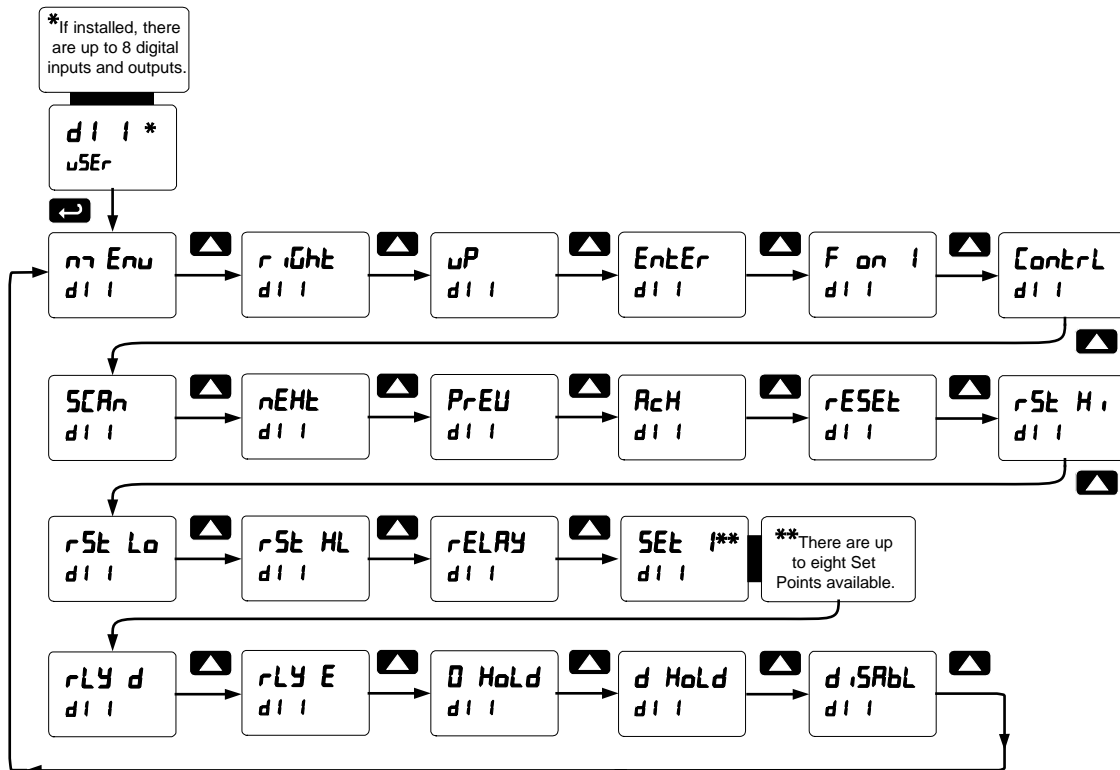 *If installed, there
are up to 8 digital
inputs and outputs.
dI 1 *
uSEr
mEnu
dI 1
riGht
dI 1
uP
dI 1
EntEr
dI 1
F on 1
dI 1
ContrL
dI 1
SCAn
dI 1
nEHt
dI 1
PrEU
dI 1
AcH
dI 1
rESEt
dI 1
rSt Hi
dI 1
rSt Lo
dI 1
rSt HL
dI 1
rELAY
dI 1
SEt 1**
dI 1
**There are up
to eight Set
Points available.
rLY d
dI 1
rLY E
dI 1
O HoLd
dI 1
d HoLd
dI 1
diSAbL
dI 1